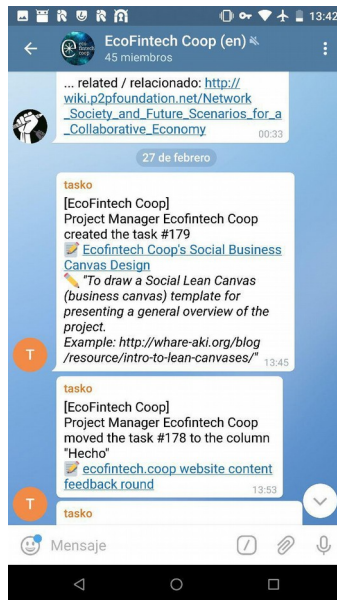 13:42
EcoFintech Coop (en)
45 miembros
eco
fintech
coop
... related / relacionado: http://
wiki.p2pfoundation.net/Network
_Society_and_Future_Scenarios_for_a
_Collaborative_Economy
00:33
27 de febrero
tasko
[EcoFintech Coop]
Project Manager Ecofintech Coop
created the task #179
Ecofintech Coop's Social Business
Canvas Design
"To draw a Social Lean Canvas
(business canvas) template for
presenting a general overview of the
project.
Example: http://whare-aki.org/blog
/resource/intro-to-lean-canvases/"
13:45
T
tasko
[EcoFintech Coop]
Project Manager Ecofintech Coop
moved the task #178 to the column
"Hecho"
ecofintech.coop website content
feedback round
13:53
T
tasko
Mensaje